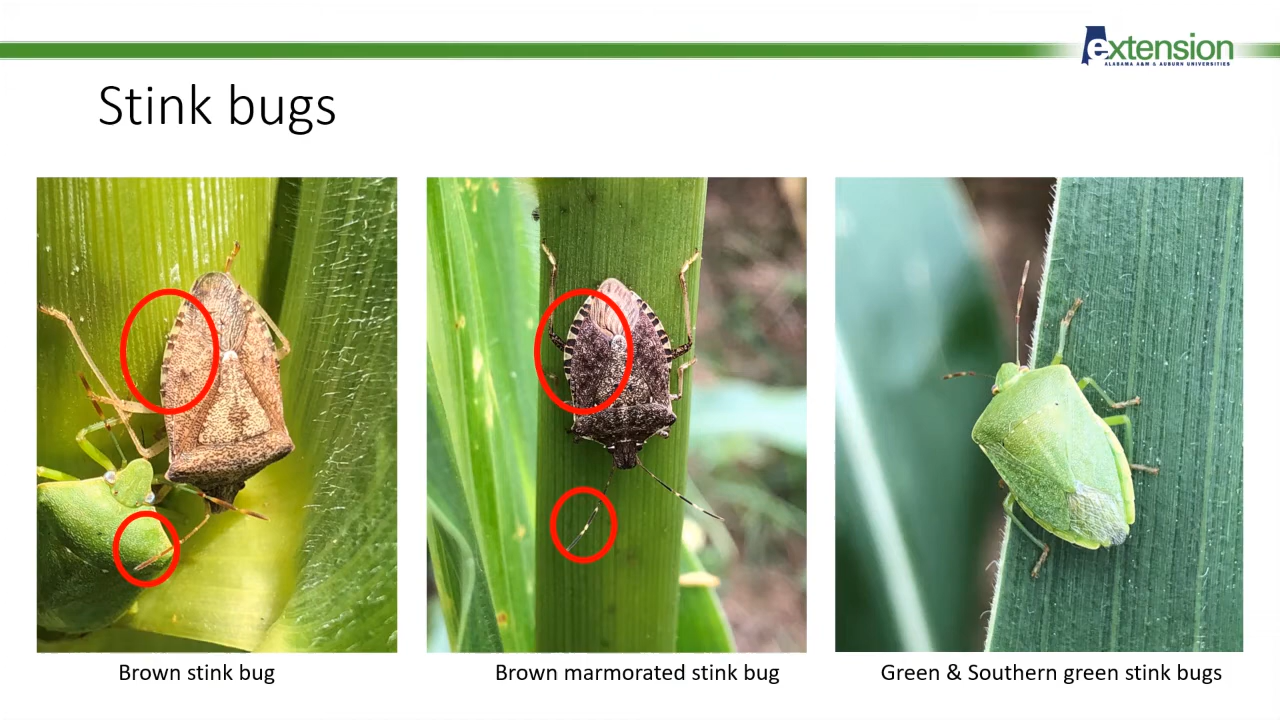 extension
ALABAMA A&M & AUBURN UNIVERSITIES
Stink bugs
Brown stink bug
Brown marmorated stink bug
Green & Southern green stink bugs